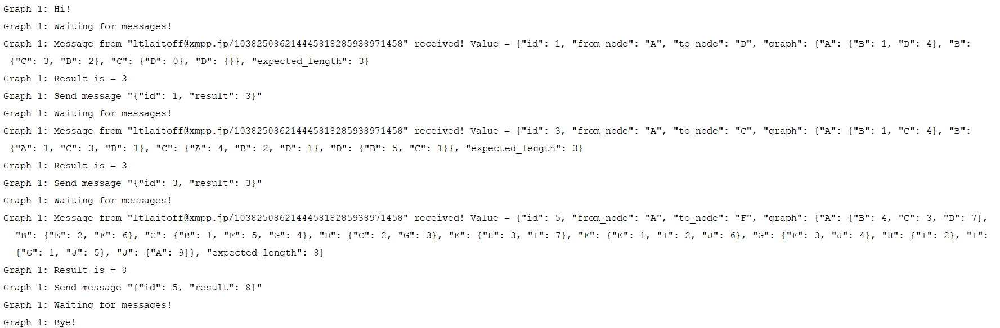 Graph 1: Hi!
Graph 1: Waiting for messages!
Graph 1: Message from "ltlaitoff@xmpp.jp/1038250862144458182859389714​58" received! Value = {"id": 1, "from_node": "A", "to_node": "D", "graph": {"A": {"B": 1, "D": 4}, "B":
{"C": 3, "D": 2}, "C": {"D": 0}, "D": {}}, "expected_length": 3}
Graph 1: Result is = 3
Graph 1: Send message "{"id": 1, "result": 3}"
Graph 1: Waiting for messages!
Graph 1: Message from "ltlaitoff@xmpp.jp/10382508621444581828593897​1458" received! Value = {"id": 3, "from_node": "A", "to_node": "C", "graph": {"A": {"B": 1, "C": 4}, "B":
{"A": 1, "C": 3, "D": 1}, "C": {"A": 4, "B": 2, "D": 1}, "D": {"B": 5, "C": 1}}, "expected_length": 3}
Graph 1: Result is = 3
Graph 1: Send message "{"id": 3, "result": 3}"
Graph 1: Waiting for messages!
Graph 1: Message from "ltlaitoff@xmpp.jp/10382508621444581828593897​1458" received! Value = {"id": 5, "from_node": "A", "to_node": "F", "graph": {"A": {"B": 4, "C": 3, "D": 7},
"B": {"E": 2, "F": 6}, "C": {"B": 1, "F": 5, "G": 4}, "D": {"C": 2, "G": 3}, "E": {"H": 3, "I": 7}, "F": {"E": 1, "I": 2, "J": 6}, "G": {"F": 3, "J": 4}, "H": {"I": 2}, "I":
{"G": 1, "J": 5}, "J": {"A": 9}}, "expected_length": 8}
Graph 1: Result is = 8
Graph 1: Send message "{"id": 5, "result": 8}"
Graph 1: Waiting for messages!
Graph 1: Bye!